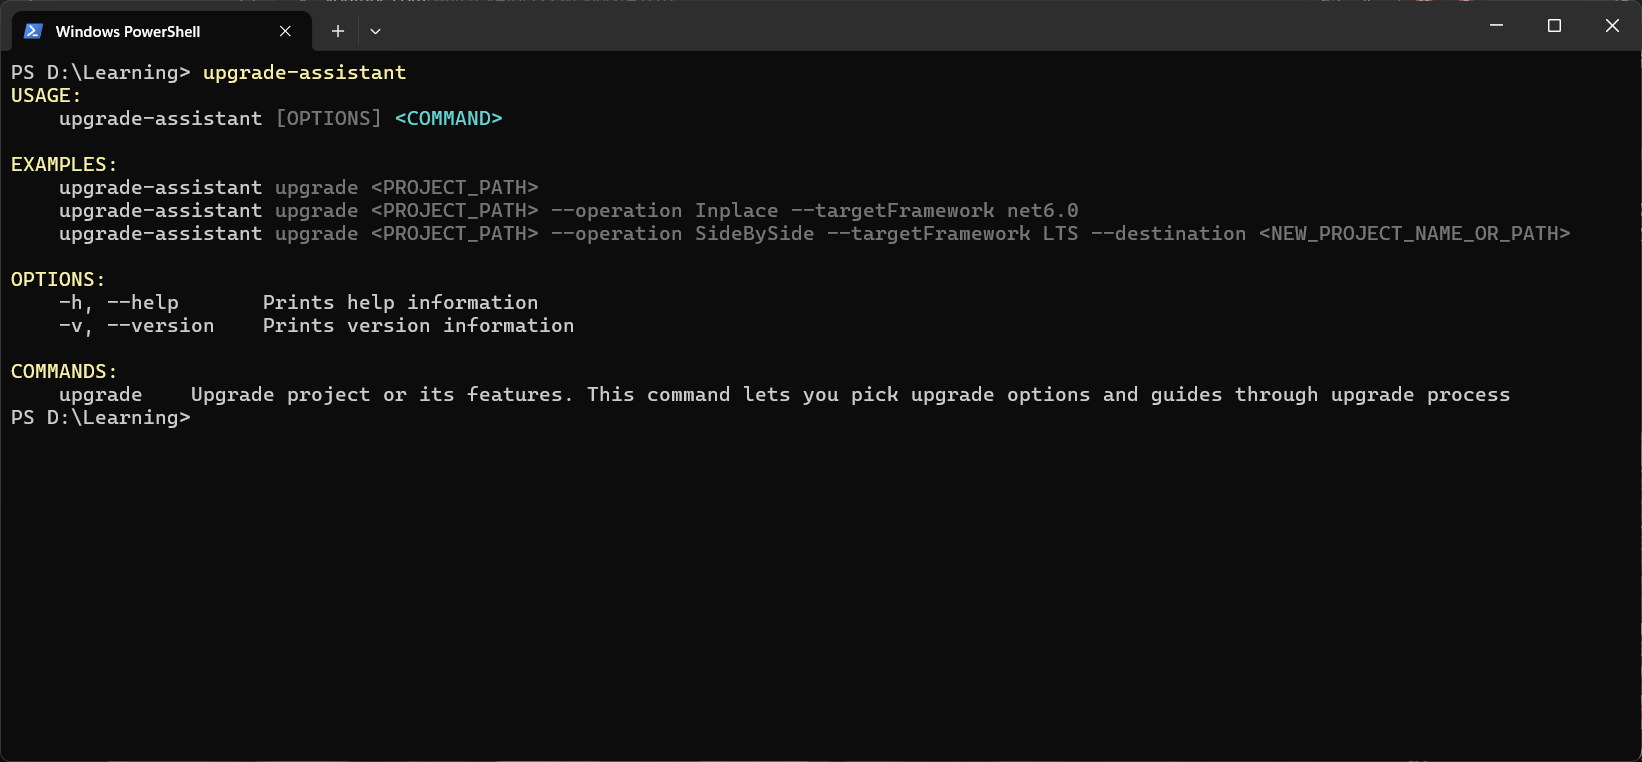 Windows PowerShell
PS D:\Learning> upgrade-assistant
USAGE:
    upgrade-assistant [OPTIONS] <COMMAND>

EXAMPLES:
    upgrade-assistant upgrade <PROJECT_PATH>
    upgrade-assistant upgrade <PROJECT_PATH> --operation Inplace --targetFramework net6.0
    upgrade-assistant upgrade <PROJECT_PATH> --operation SideBySide --targetFramework LTS --destination <NEW_PROJECT_NAME_OR_PATH>

OPTIONS:
    -h, --help       Prints help information
    -v, --version    Prints version information

COMMANDS:
    upgrade    Upgrade project or its features. This command lets you pick upgrade options and guides through upgrade process
PS D:\Learning>